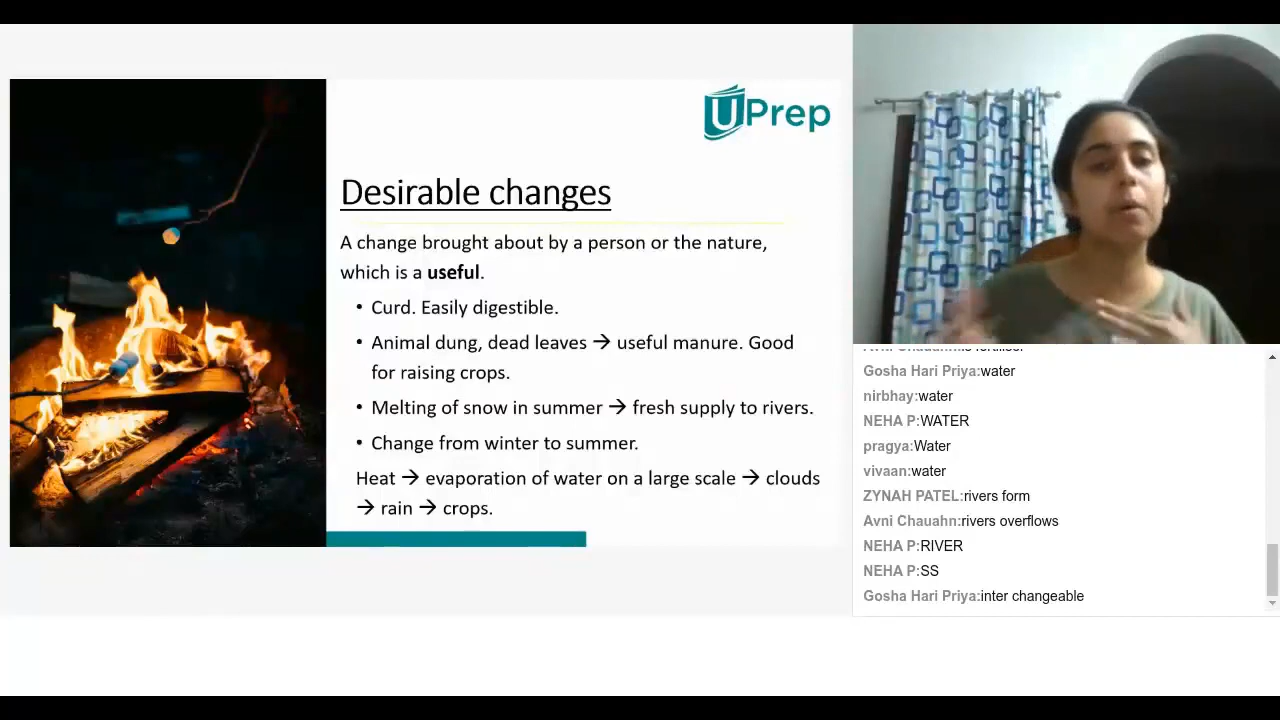 UPrep
Desirable changes
A change brought about by a person or the nature,
which is a useful.
• Curd. Easily digestible.
• Animal dung, dead leaves → useful manure. Good
for raising crops.
• Melting of snow in summer → fresh supply to rivers.
• Change from winter to summer.
Heat → evaporation of water on a large scale → clouds
→ rain → crops.
Gosha Hari Priya:water
nirbhay:water
NEHA P:WATER
pragya:Water
vivaan:water
ZYNAH PATEL:rivers form
Avni Chauahn:rivers overflows
NEHA P:RIVER
NEHA P:SS
Gosha Hari Priya:inter changeable